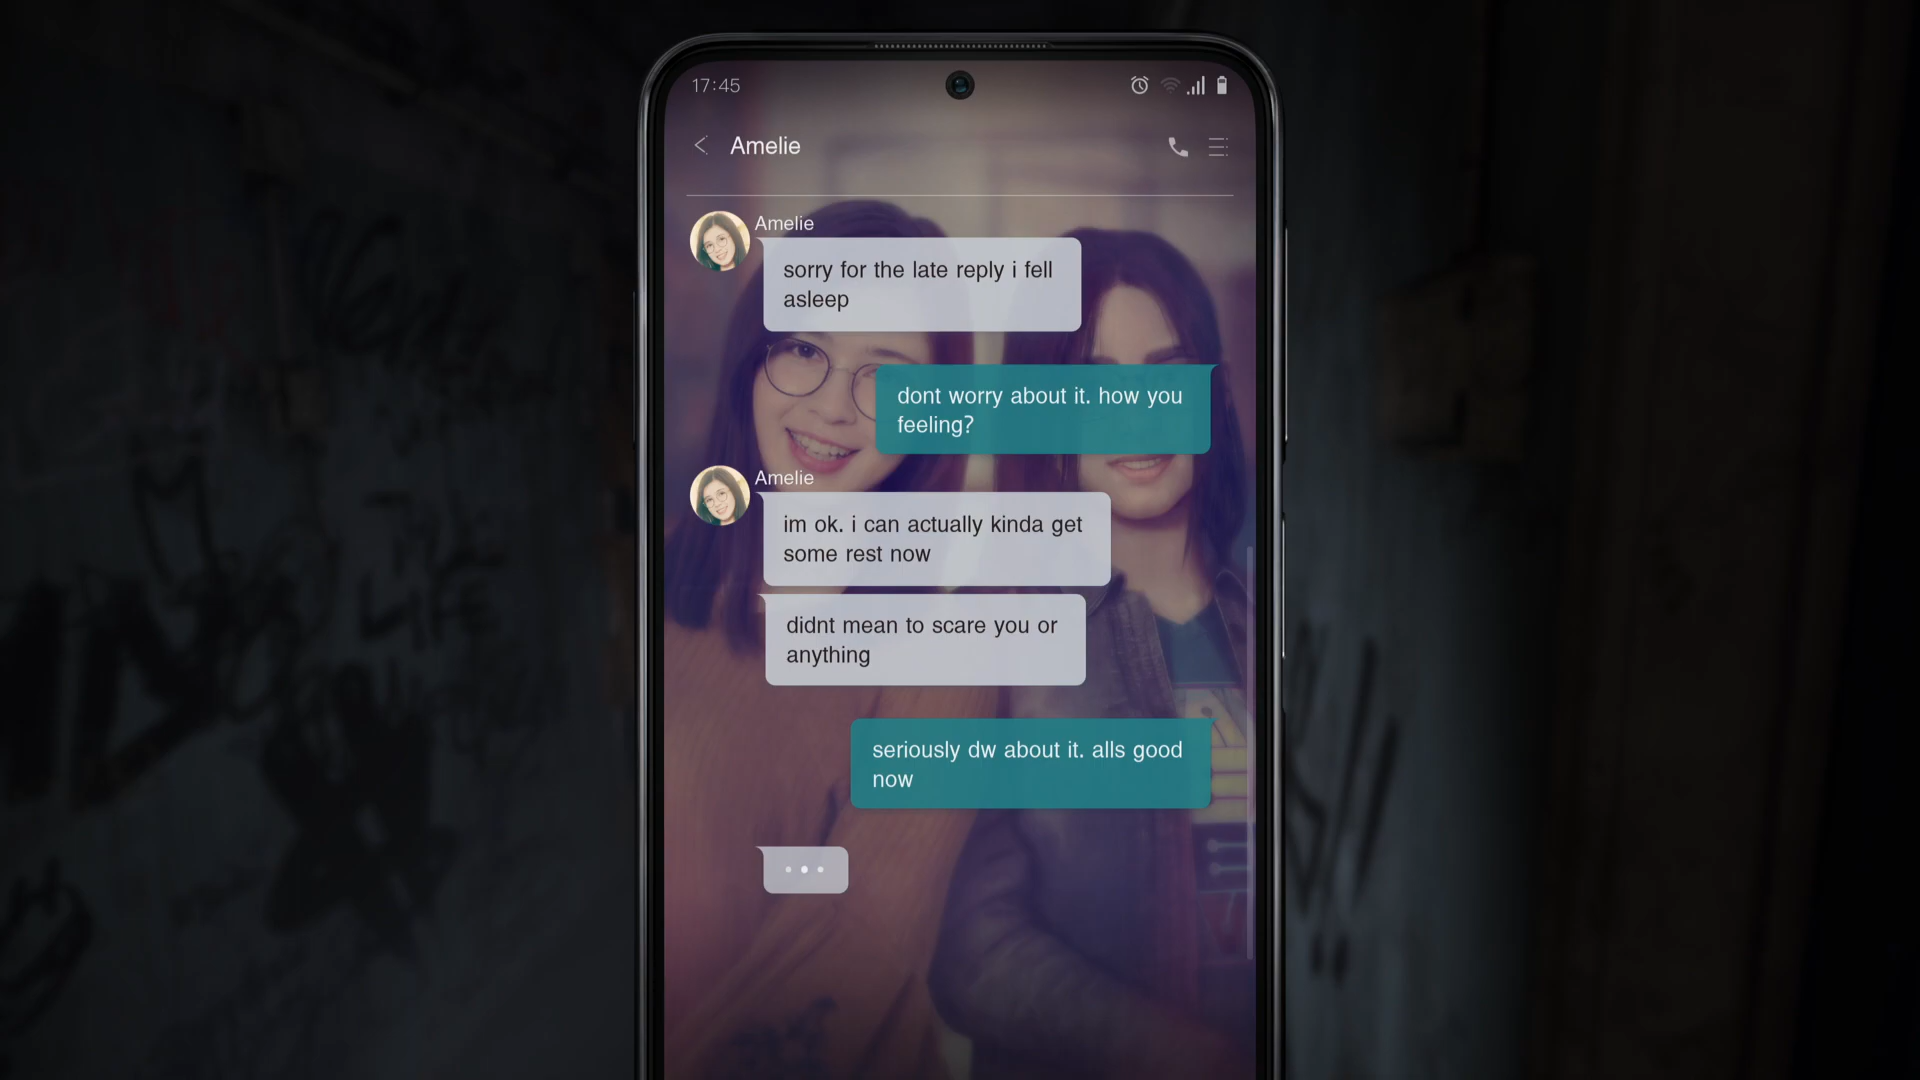 17:45
Amelie
Amelie
sorry for the late reply i fell
asleep
dont worry about it. how you
feeling?
Amelie
im ok. i can actually kinda get
some rest now
didnt mean to scare you or
anything
seriously dw about it. alls good
now